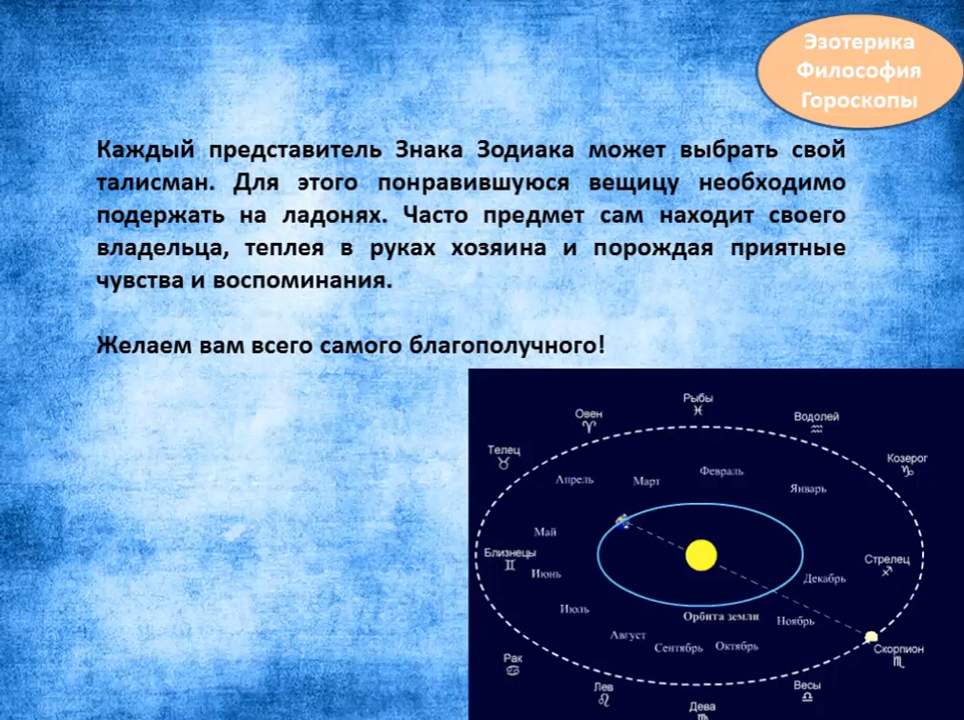 Эзотерика
Философия
Гороскопы
Каждый представитель Знака Зодиака может выбрать свой
талисман. Для этого понравившуюся вещицу необходимо
подержать на ладонях. Часто предмет сам находит своего
владельца, теплея в руках хозяина и порождая приятные
чувства и воспоминания.
Желаем вам всего самого благополучного!
Рыбы
♓
Овен
♈
Водолей
♒
Телец
♉
Козерог
♑
Февраль
Апрель
Март
Январь
Май
Близнецы
♊
Стрелец
♐
Июнь
Декабрь
Июль
Орбита земли
Ноябрь
Август
Сентябрь
Октябрь
Скорпион
♏
Рак
♋
Лев
♌
Весы
♎
Дева
♍